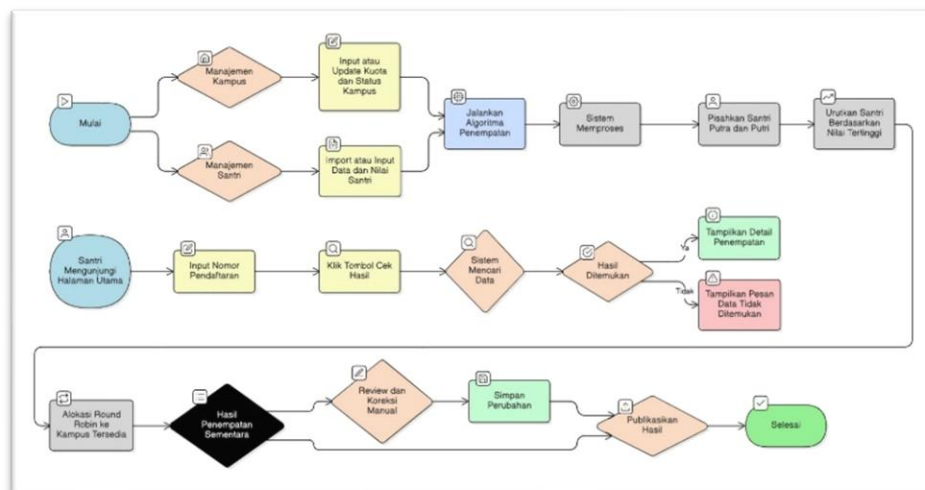 Mulai
Manajemen
Kampus
Input atau
Update Kuota
dan Status
Kampus
Manajemen
Santri
Import atau Input
Data dan Nilai
Santri
Jalankan
Algoritma
Penempatan
Sistem
Memproses
Pisahkan Santri
Putra dan Putri
Urutkan Santri
Berdasarkan
Nilai Tertinggi
Santri
Mengunjungi
Halaman Utama
Input Nomor
Pendaftaran
Klik Tombol Cek
Hasil
Sistem
Mencari
Data
Hasil
Ditemukan
Ya
Tampilkan Detail
Penempatan
Tidak
Tampilkan Pesan
Data Tidak
Ditemukan
Alokasi Round
Robin ke
Kampus Tersedia
Hasil
Penempatan
Sementara
Review dan
Koreksi
Manual
Simpan
Perubahan
Publikasikan
Hasil
Selesai